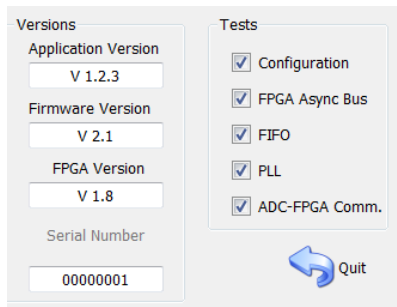 Versions
Application Version
V 1.2.3
Firmware Version
V 2.1
FPGA Version
V 1.8
Serial Number
00000001
Tests
Configuration
FPGA Async Bus
FIFO
PLL
ADC-FPGA Comm.
Quit